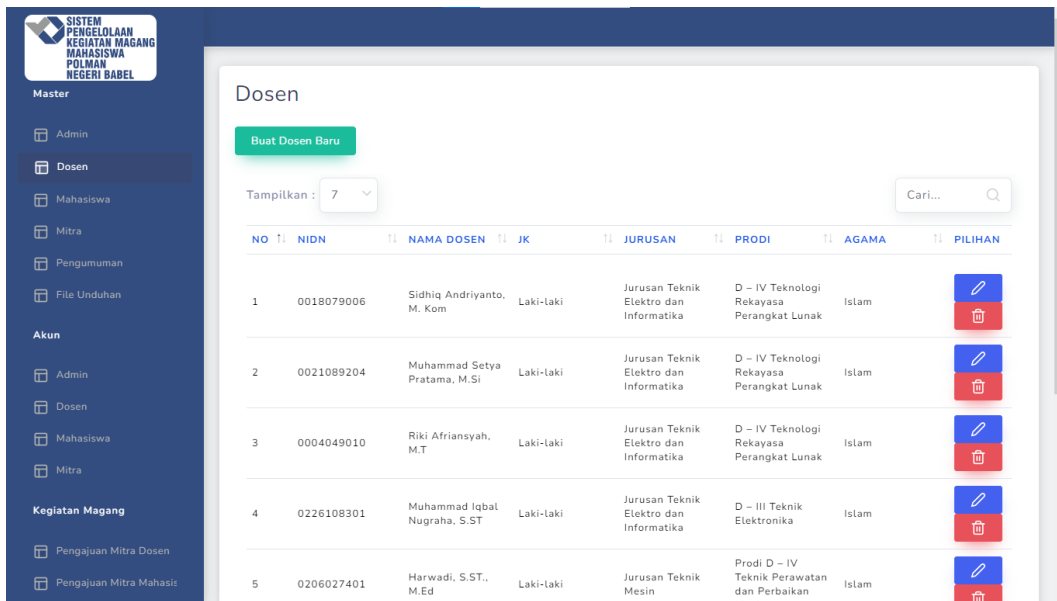 SISTEM
PENGELOLAAN
KEGIATAN MAGANG
MAHASISWA
POLMAN
NEGERI BABEL
Master
Admin
Dosen
Mahasiswa
Mitra
Pengumuman
File Unduhan
Akun
Admin
Dosen
Mahasiswa
Mitra
Kegiatan Magang
Pengajuan Mitra Dosen
Pengajuan Mitra Mahasis
Dosen
Buat Dosen Baru
Tampilkan : 7
Cari...
NO NIDN NAMA DOSEN JK JURUSAN PRODI AGAMA PILIHAN
1 0018079006 Sidhiq Andriyanto, M. Kom Laki-laki Jurusan Teknik Elektro dan Informatika D – IV Teknologi Rekayasa Perangkat Lunak Islam
2 0021089204 Muhammad Setya Pratama, M.Si Laki-laki Jurusan Teknik Elektro dan Informatika D – IV Teknologi Rekayasa Perangkat Lunak Islam
3 0004049010 Riki Afriansyah, M.T Laki-laki Jurusan Teknik Elektro dan Informatika D – IV Teknologi Rekayasa Perangkat Lunak Islam
4 0226108301 Muhammad Iqbal Nugraha, S.ST Laki-laki Jurusan Teknik Elektro dan Informatika D – III Teknik Elektronika Islam
5 0206027401 Harwadi, S.ST., M.Ed Laki-laki Jurusan Teknik Mesin Prodi D – IV Teknik Perawatan dan Perbaikan Islam